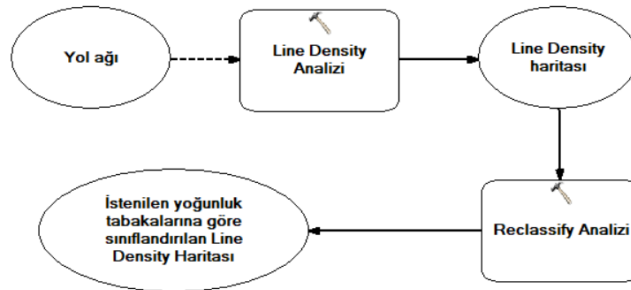 Yol ağı
Line Density
Analizi
Line Density
haritası
İstenilen yoğunluk
tabakalarına göre
sınıflandırılan Line
Density Haritası
Reclassify Analizi